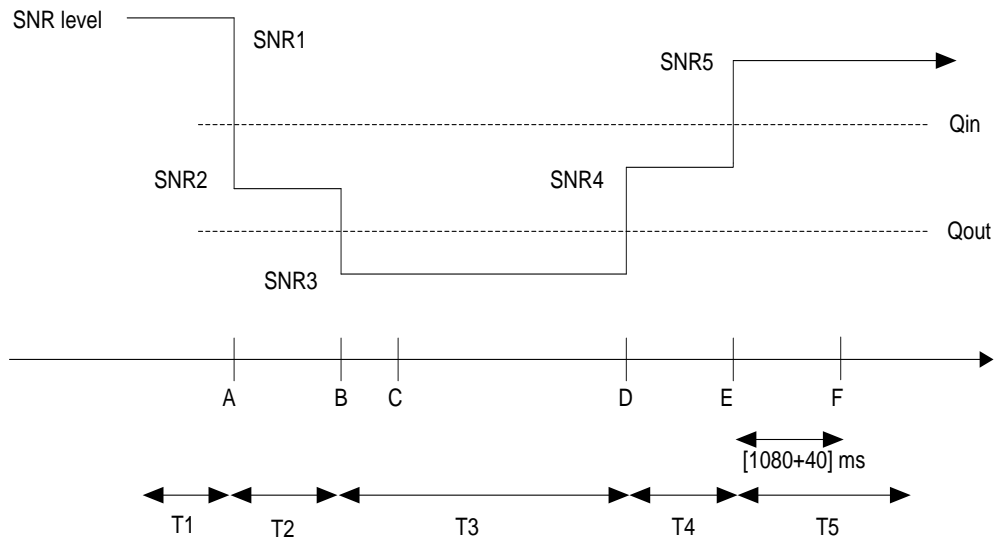 SNR level
SNR1
SNR5
Qin
SNR2
SNR4
Qout
SNR3
A
B
C
D
E
F
[1080+40] ms
T1
T2
T3
T4
T5